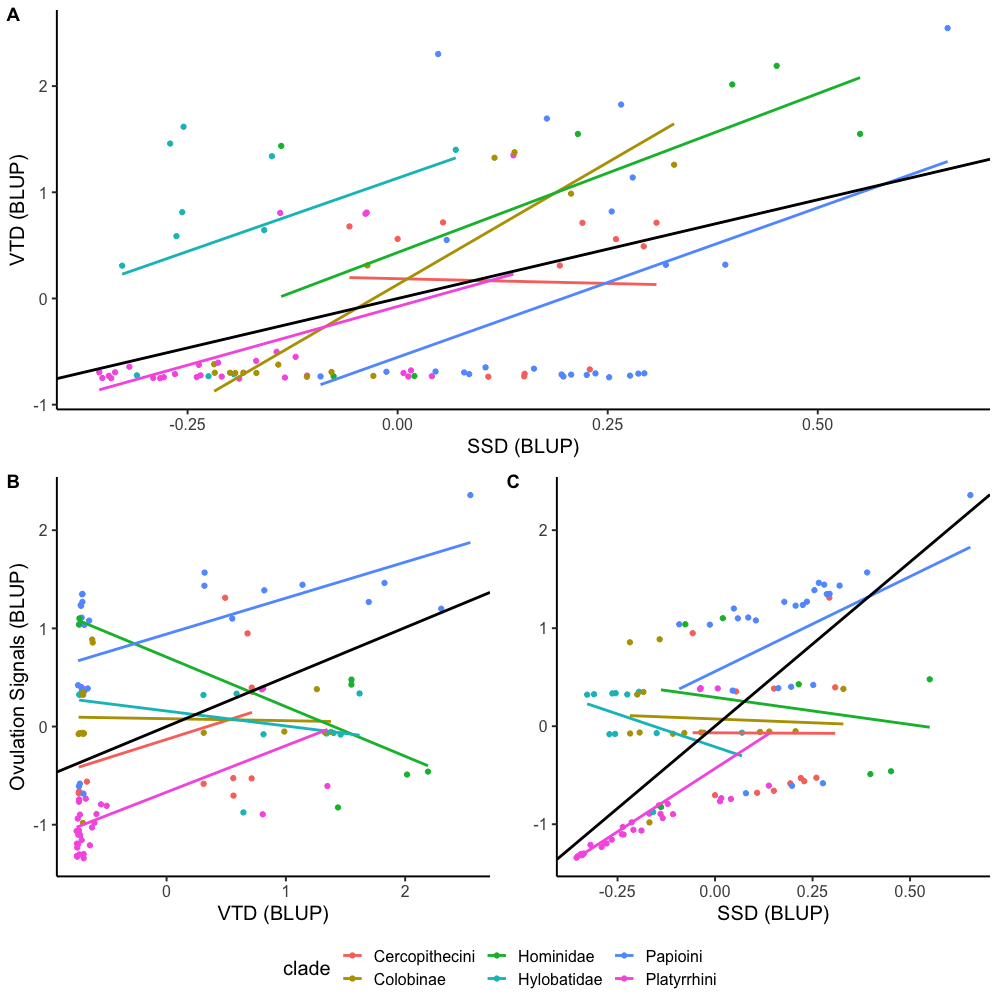 A
VTD (BLUP)
2
1
0
-1
-0.25 0.00 0.25 0.50
SSD (BLUP)
B
Ovulation Signals (BLUP)
2
1
0
-1
0 1 2
VTD (BLUP)
C
2
1
0
-1
-0.25 0.00 0.25 0.50
SSD (BLUP)
clade
Cercopithecini Hominidae Papioini
Colobinae Hylobatidae Platyrrhini